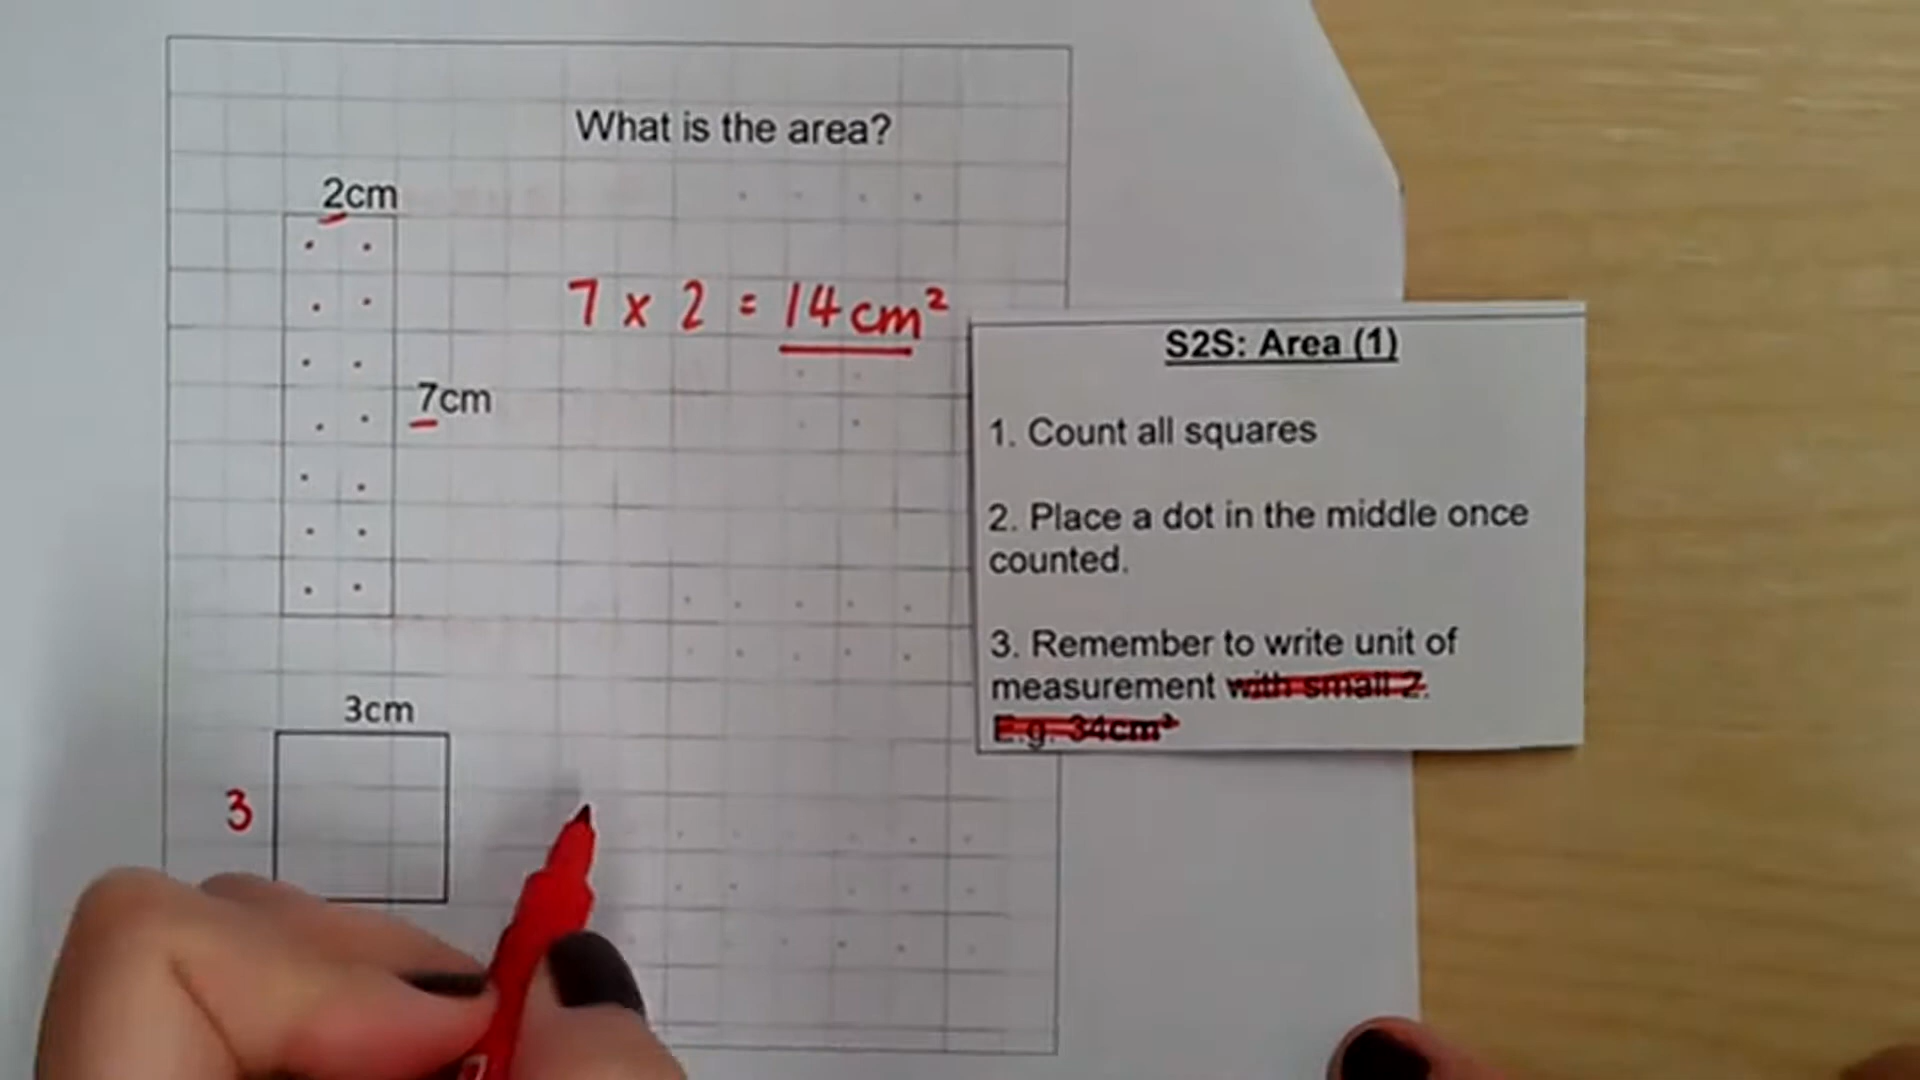 What is the area?
2cm
7 x 2 = 14cm²
7cm
3cm
3
S2S: Area (1)
1. Count all squares
2. Place a dot in the middle once
counted.
3. Remember to write unit of
measurement with small 2.
E.g. 34cm²